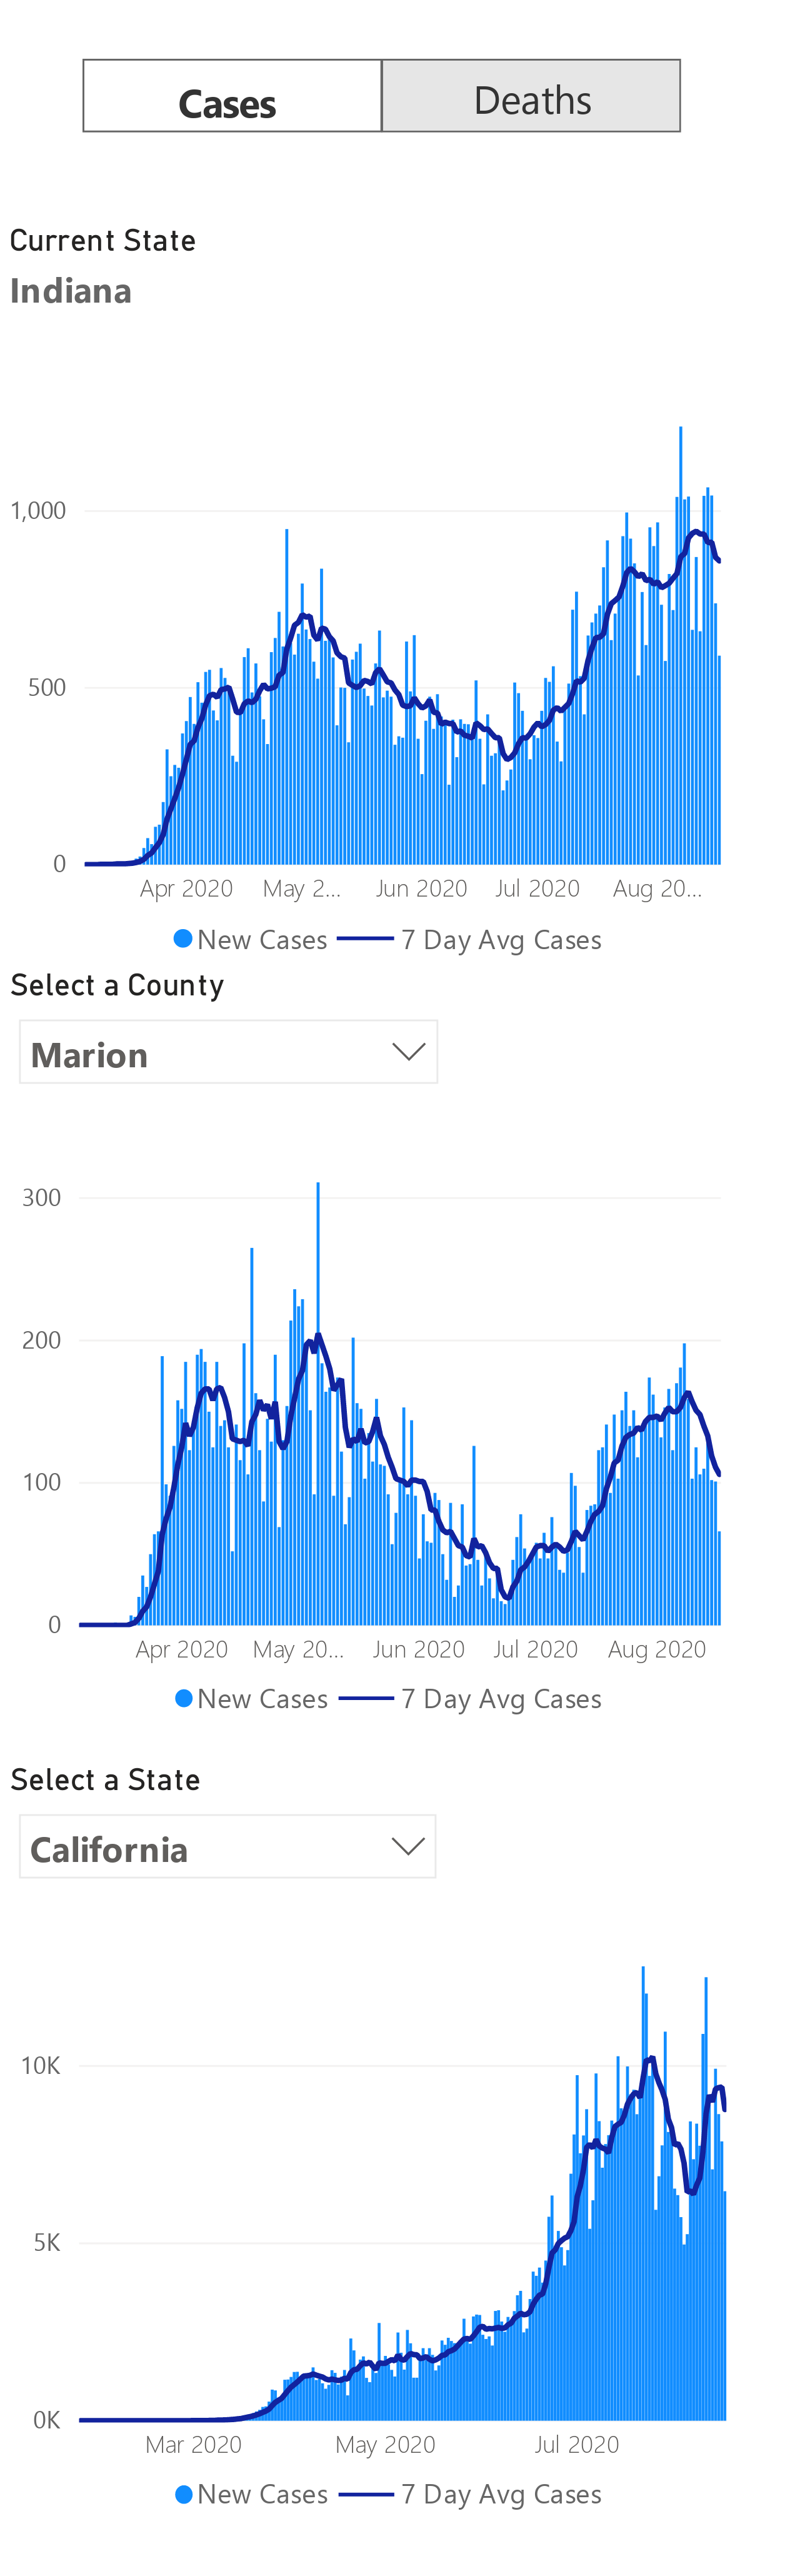 Cases Deaths
Current State
Indiana
1,000
500
0
Apr 2020 May 2... Jun 2020 Jul 2020 Aug 20...
New Cases 7 Day Avg Cases
Select a County
Marion
300
200
100
0
Apr 2020 May 20... Jun 2020 Jul 2020 Aug 2020
New Cases 7 Day Avg Cases
Select a State
California
10K
5K
0K
Mar 2020 May 2020 Jul 2020
New Cases 7 Day Avg Cases